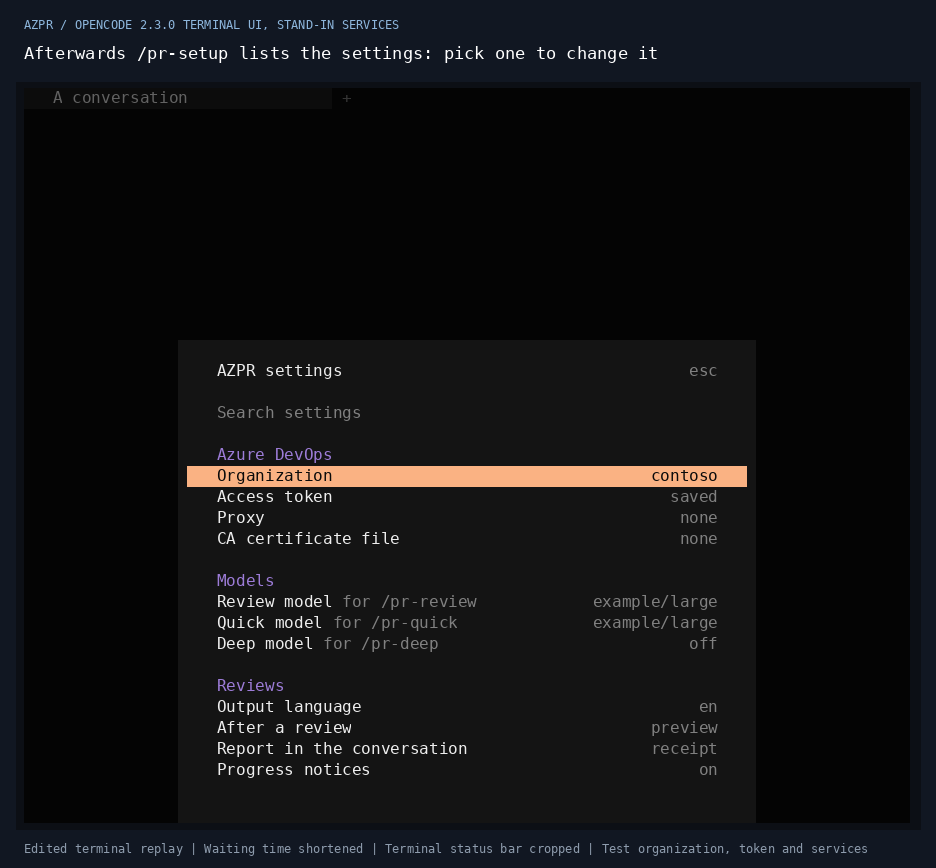 AZPR / OPENCODE 2.3.0 TERMINAL UI, STAND-IN SERVICES
Afterwards /pr-setup lists the settings: pick one to change it
A conversation +
AZPR settings esc
Search settings
Azure DevOps
Organization contoso
Access token saved
Proxy none
CA certificate file none
Models
Review model for /pr-review example/large
Quick model for /pr-quick example/large
Deep model for /pr-deep off
Reviews
Output language en
After a review preview
Report in the conversation receipt
Progress notices on
Edited terminal replay | Waiting time shortened | Terminal status bar cropped | Test organization, token and services